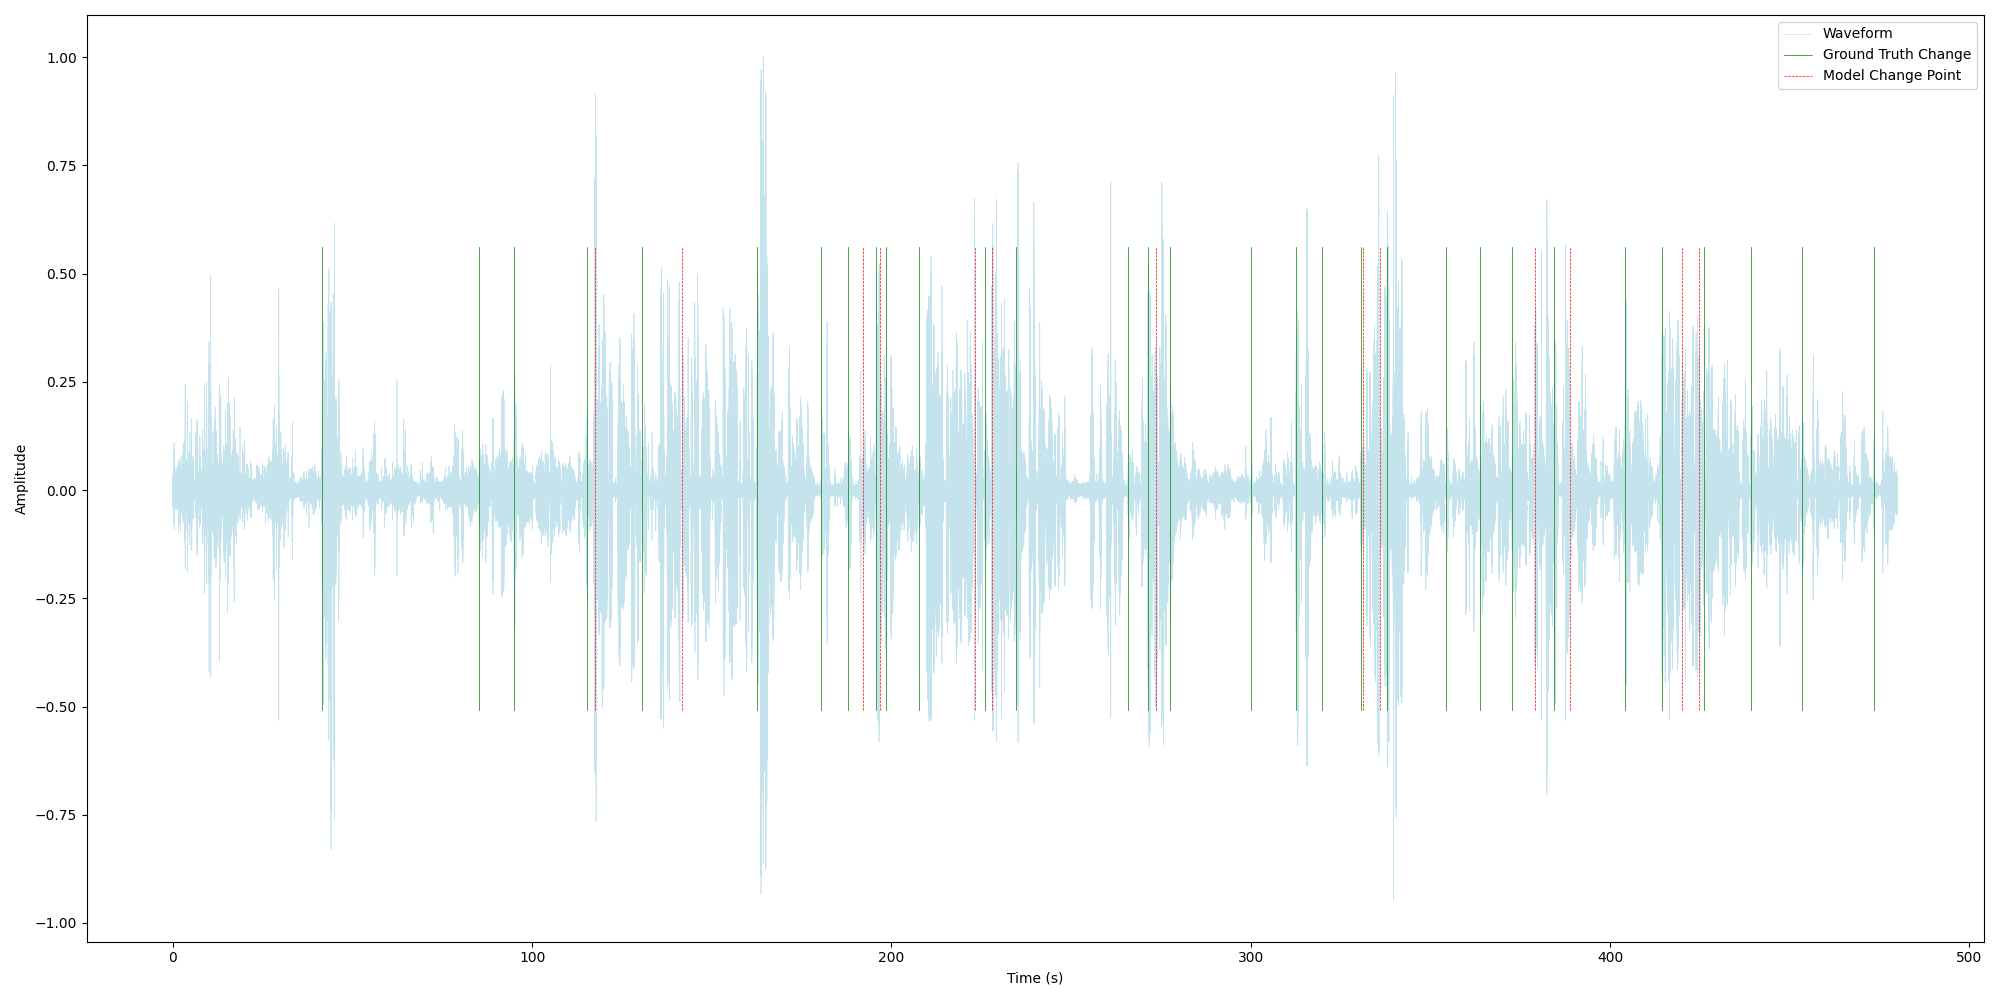 Waveform
Ground Truth Change
Model Change Point
1.00
0.75
0.50
0.25
0.00
−0.25
−0.50
−0.75
−1.00
Amplitude
0 100 200 300 400 500
Time (s)